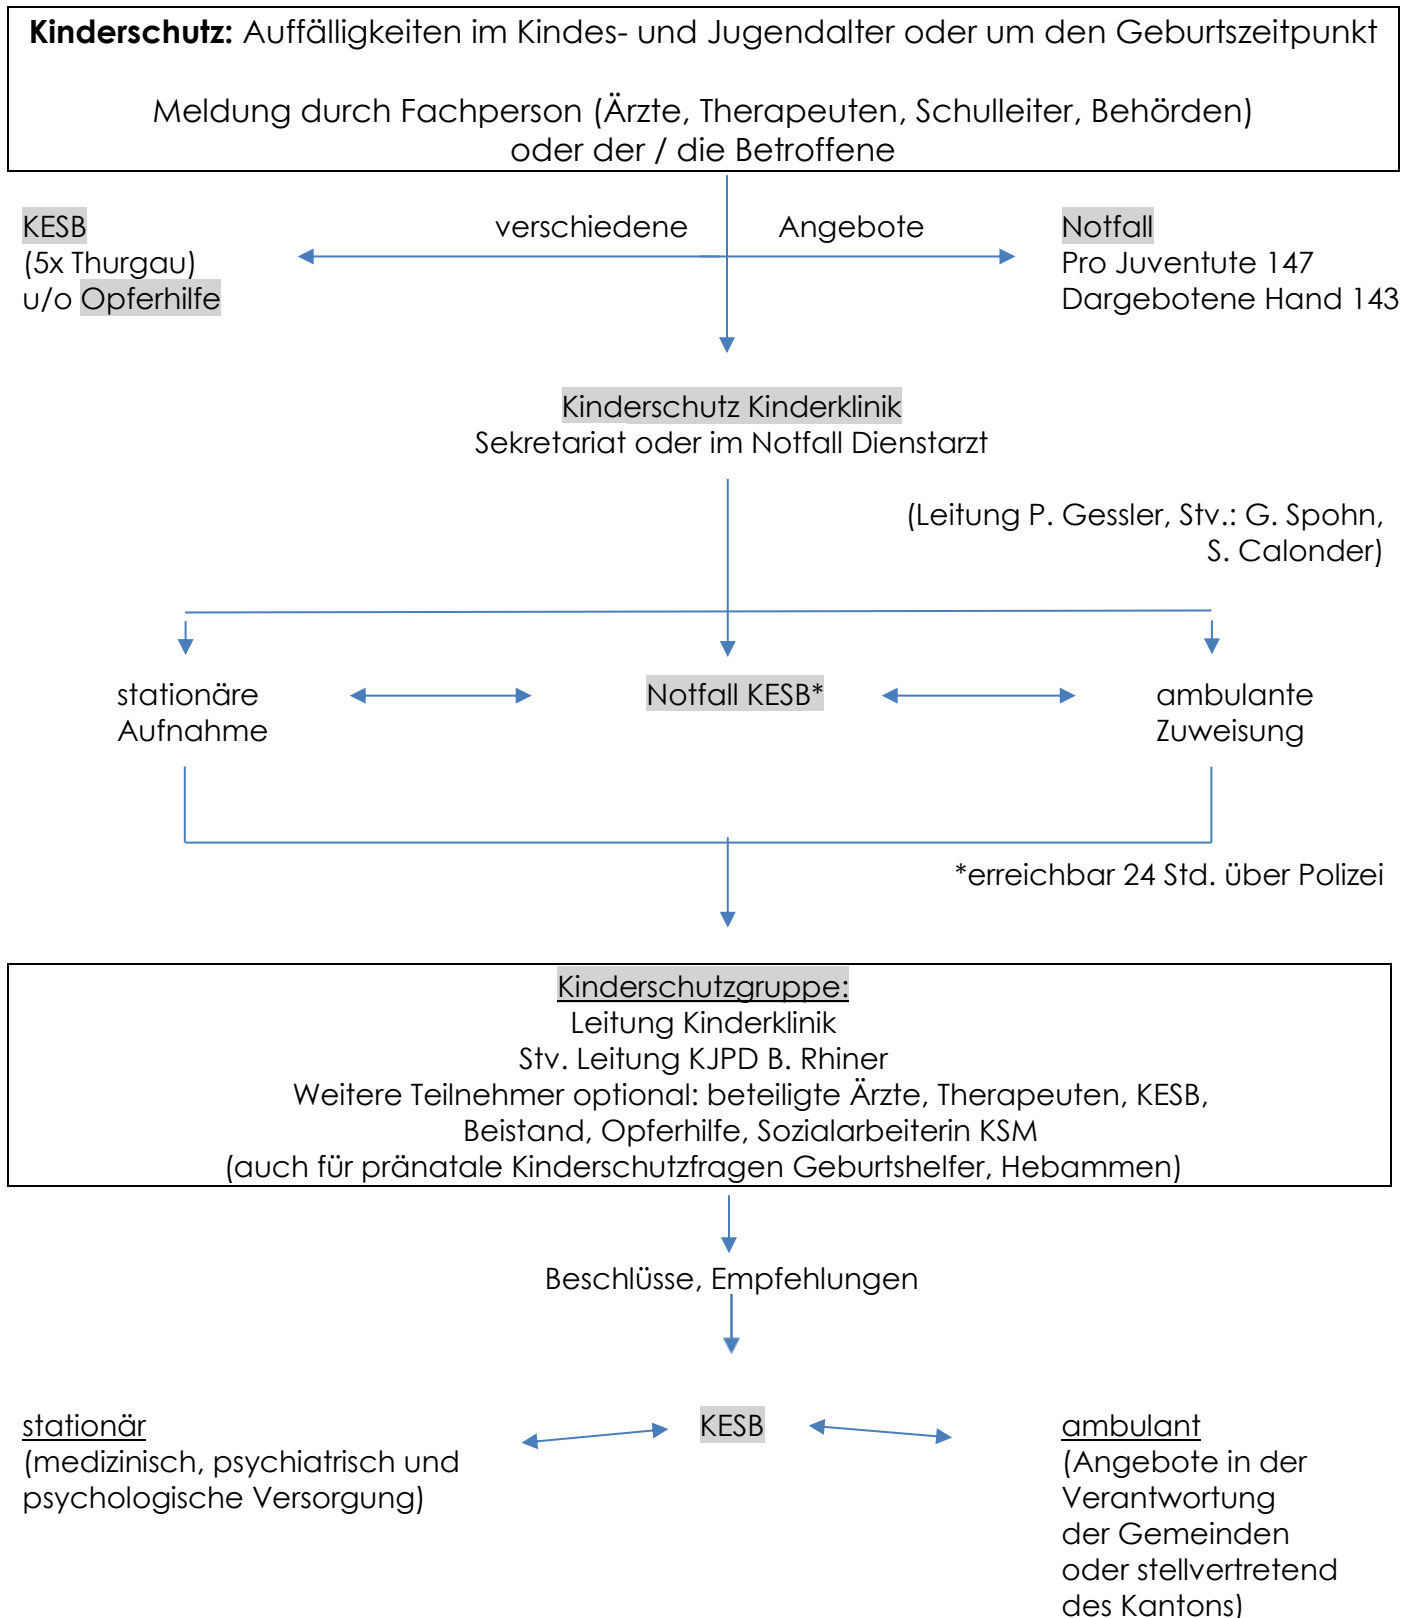 Kinderschutz: Auffälligkeiten im Kindes- und Jugendalter oder um den Geburtszeitpunkt
Meldung durch Fachperson (Ärzte, Therapeuten, Schulleiter, Behörden)
oder der / die Betroffene
KESB
(5x Thurgau)
u/o Opferhilfe
verschiedene Angebote
Notfall
Pro Juventute 147
Dargebotene Hand 143
Kinderschutz Kinderklinik
Sekretariat oder im Notfall Dienstarzt
(Leitung P. Gessler, Stv.: G. Spohn,
S. Calonder)
stationäre
Aufnahme
Notfall KESB*
ambulante
Zuweisung
*erreichbar 24 Std. über Polizei
Kinderschutzgruppe:
Leitung Kinderklinik
Stv. Leitung KJPD B. Rhiner
Weitere Teilnehmer optional: beteiligte Ärzte, Therapeuten, KESB,
Beistand, Opferhilfe, Sozialarbeiterin KSM
(auch für pränatale Kinderschutzfragen Geburtshelfer, Hebammen)
Beschlüsse, Empfehlungen
stationär
(medizinisch, psychiatrisch und
psychologische Versorgung)
KESB
ambulant
(Angebote in der
Verantwortung
der Gemeinden
oder stellvertretend
des Kantons)